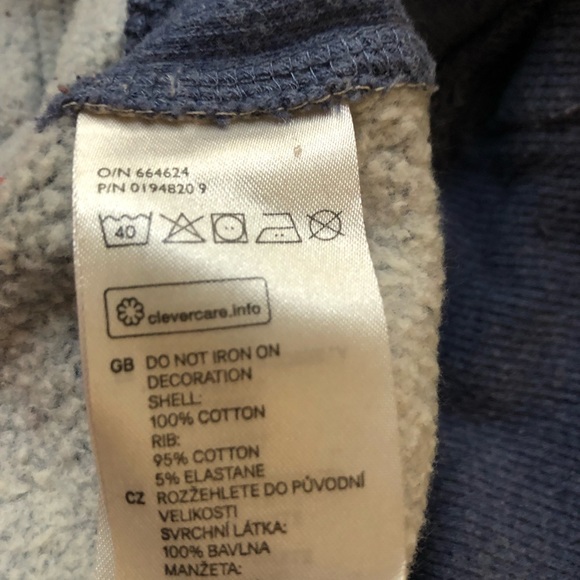 O/N 664624
P/N 0194820 9
40
clevercare.info
GB DO NOT IRON ON
DECORATION
SHELL:
100% COTTON
RIB:
95% COTTON
5% ELASTANE
CZ ROZŽEHLETE DO PŮVODNÍ
VELIKOSTI
SVRCHNÍ LÁTKA:
100% BAVLNA
MANŽETA: